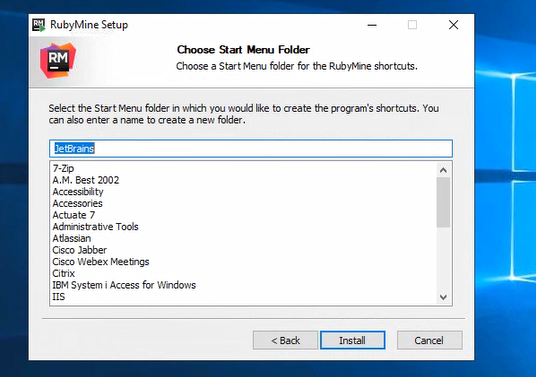 RubyMine Setup
RM
Choose Start Menu Folder
Choose a Start Menu folder for the RubyMine shortcuts.
Select the Start Menu folder in which you would like to create the program's shortcuts. You
can also enter a name to create a new folder.
JetBrains
7-Zip
A.M. Best 2002
Accessibility
Accessories
Actuate 7
Administrative Tools
Atlassian
Cisco Jabber
Cisco Webex Meetings
Citrix
IBM System i Access for Windows
IIS
< Back
Install
Cancel